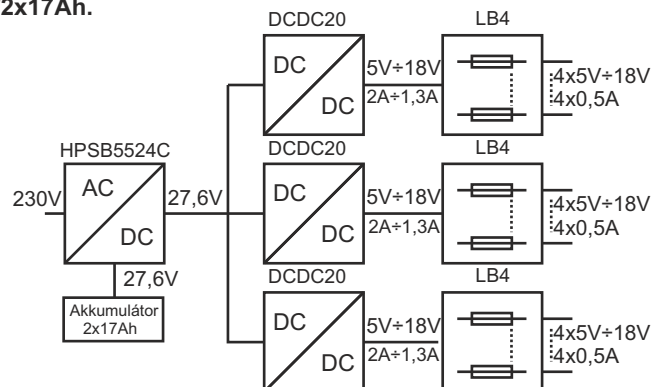 2x17Ah.
DCDC20
LB4
DC
DC
5V÷18V
2A÷1,3A
4x5V÷18V
4x0,5A
HPSB5524C
230V
AC
DC
27,6V
27,6V
Akkumulátor
2x17Ah
DCDC20
LB4
DC
DC
5V÷18V
2A÷1,3A
4x5V÷18V
4x0,5A
DCDC20
LB4
DC
DC
5V÷18V
2A÷1,3A
4x5V÷18V
4x0,5A